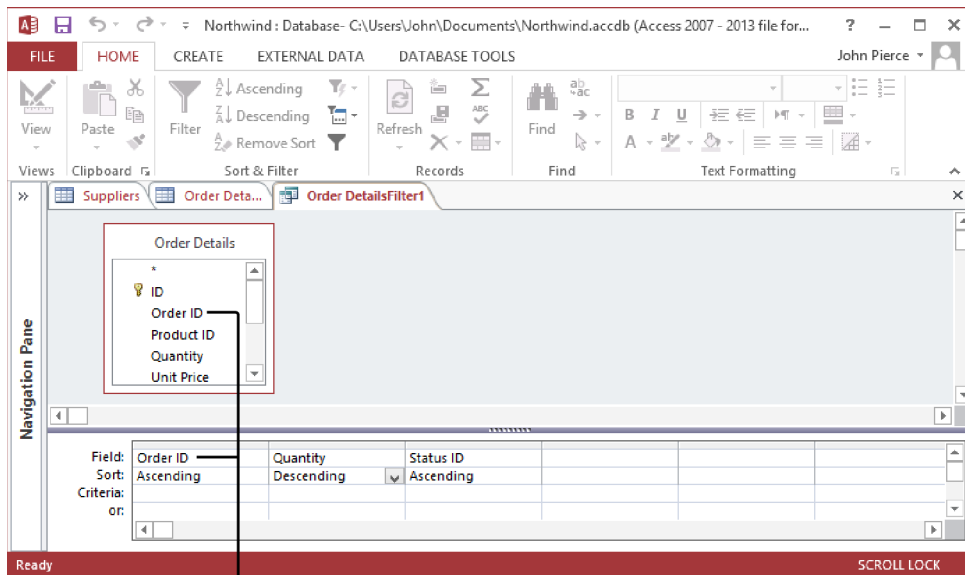 Northwind : Database- C:\Users\John\Documents\Northwind.accdb (Access 2007 - 2013 file for... ?
FILE HOME CREATE EXTERNAL DATA DATABASE TOOLS John Pierce
View
Paste
Filter
Ascending
Descending
Remove Sort
Refresh
ABC
Find
ab
ac
B I U
A
Views Clipboard Sort & Filter Records Find Text Formatting
Suppliers Order Deta... Order DetailsFilter1
Navigation Pane
Order Details
*
ID
Order ID
Product ID
Quantity
Unit Price
Field: Order ID Quantity Status ID
Sort: Ascending Descending Ascending
Criteria:
or:
Ready SCROLL LOCK